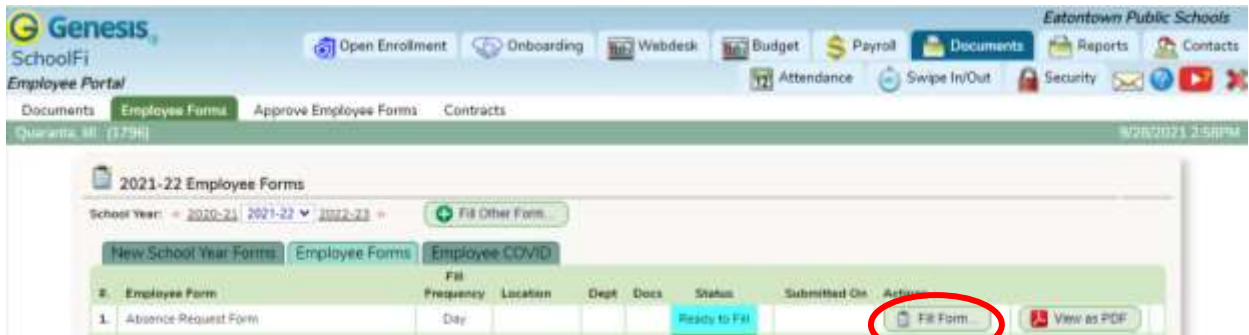 Eatontown Public Schools
Genesis
SchoolFi
Employee Portal
Open Enrollment Onboarding Webdesk Budget Payroll Documents Reports Contacts
Attendance Swipe In/Out Security
Documents Employee Forms Approve Employee Forms Contracts
Quaranta, (1796) 9/28/2021 2:58PM
2021-22 Employee Forms
School Year: « 2020-21 2021-22 2022-23 » Fill Other Form...
New School Year Forms Employee Forms Employee COVID
#. Employee Form Fill Frequency Location Dept Docs Status Submitted On Actions
1. Absence Request Form Day Ready to Fill Fill Form... View as PDF